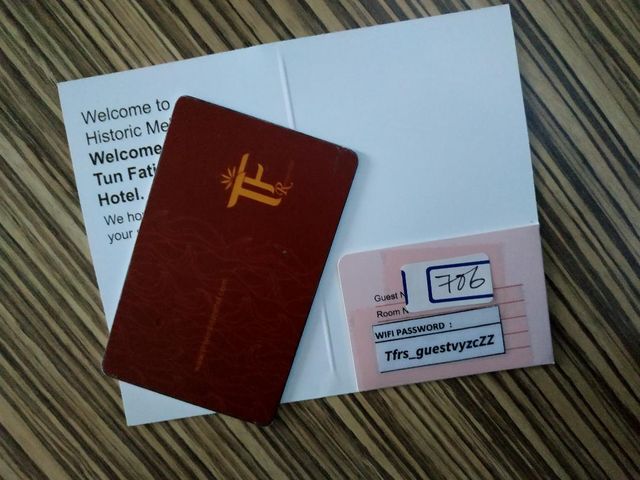 Welcome to
Historic Me
Welcome
Tun Fati
Hotel.
We ho
your
TF
R
Guest N
706
Room N
WIFI PASSWORD :
Tfrs_guestvyzcZZ